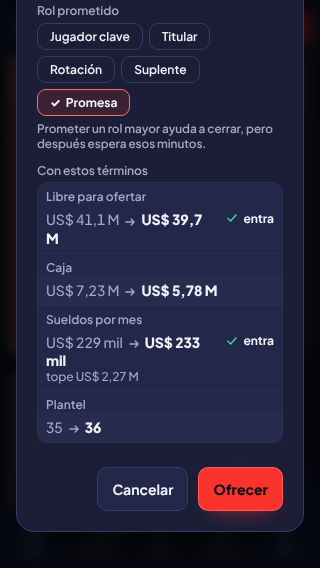 Rol prometido
Jugador clave
Titular
Rotación
Suplente
✓ Promesa
Prometer un rol mayor ayuda a cerrar, pero
después espera esos minutos.
Con estos términos
Libre para ofertar
US$ 41,1 M → US$ 39,7 ✓ entra
M
Caja
US$ 7,23 M → US$ 5,78 M
Sueldos por mes
US$ 229 mil → US$ 233 ✓ entra
mil
tope US$ 2,27 M
Plantel
35 → 36
Cancelar
Ofrecer